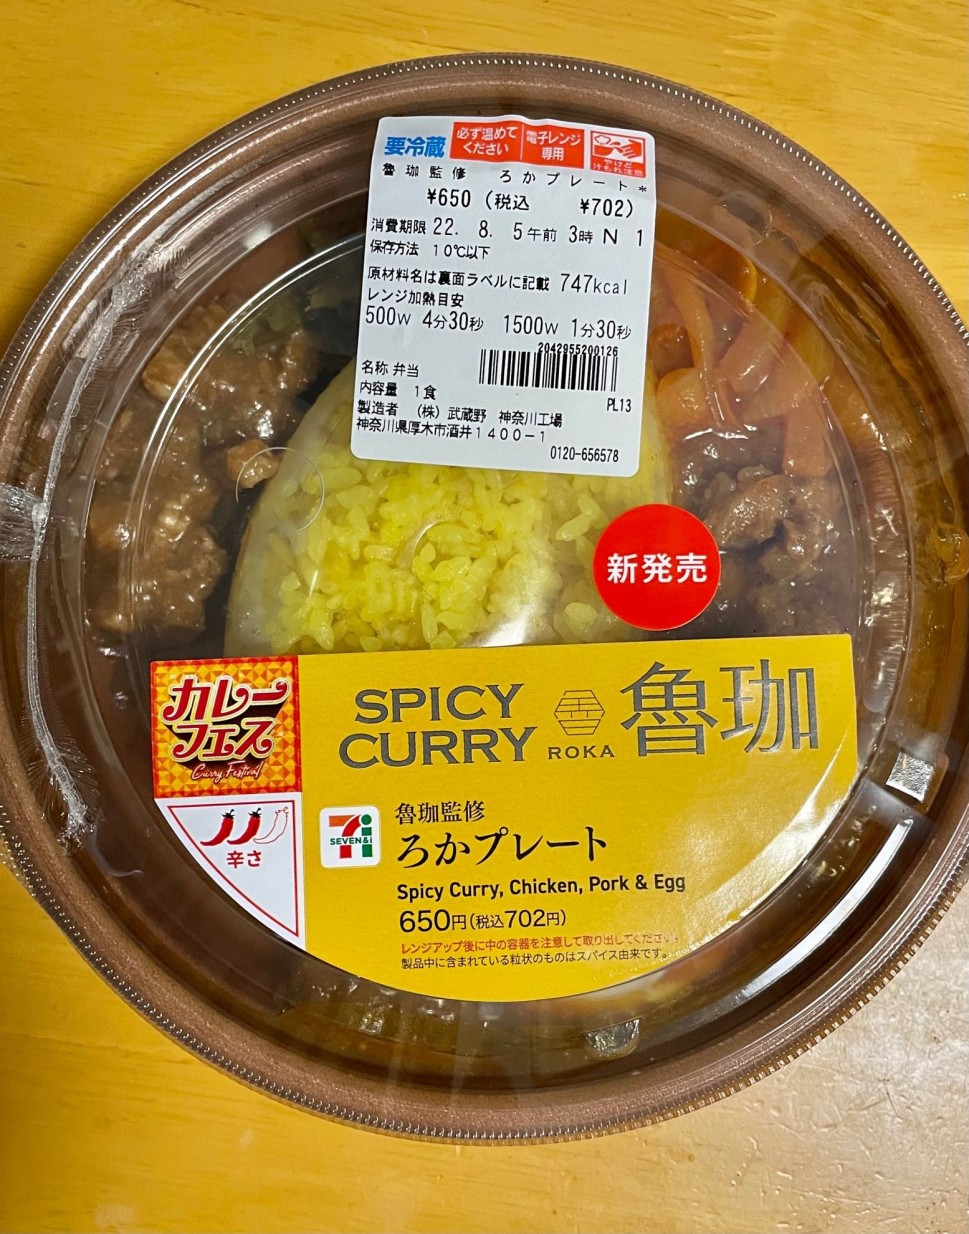 要冷蔵
必ず温めて
ください
電子レンジ
専用
やけど
汁もれ注意
魯珈監修 ろかプレート*
¥650 (税込 ¥702)
消費期限 22. 8. 5午前 3時 N 1
保存方法 10℃以下
原材料名は裏面ラベルに記載 747kcal
レンジ加熱目安
500W 4分30秒 1500W 1分30秒
2042955200126
名称 弁当
内容量 1食
PL13
製造者 (株)武蔵野 神奈川工場
神奈川県厚木市酒井1400-1
0120-656578
新発売
カレー
フェス
Curry Festival
SPICY
CURRY
ROKA
魯珈
辛さ
SEVEN&i
魯珈監修
ろかプレート
Spicy Curry, Chicken, Pork & Egg
650円(税込702円)
レンジアップ後に中の容器を注意して取り出してください。
製品中に含まれている粒状のものはスパイス由来です。